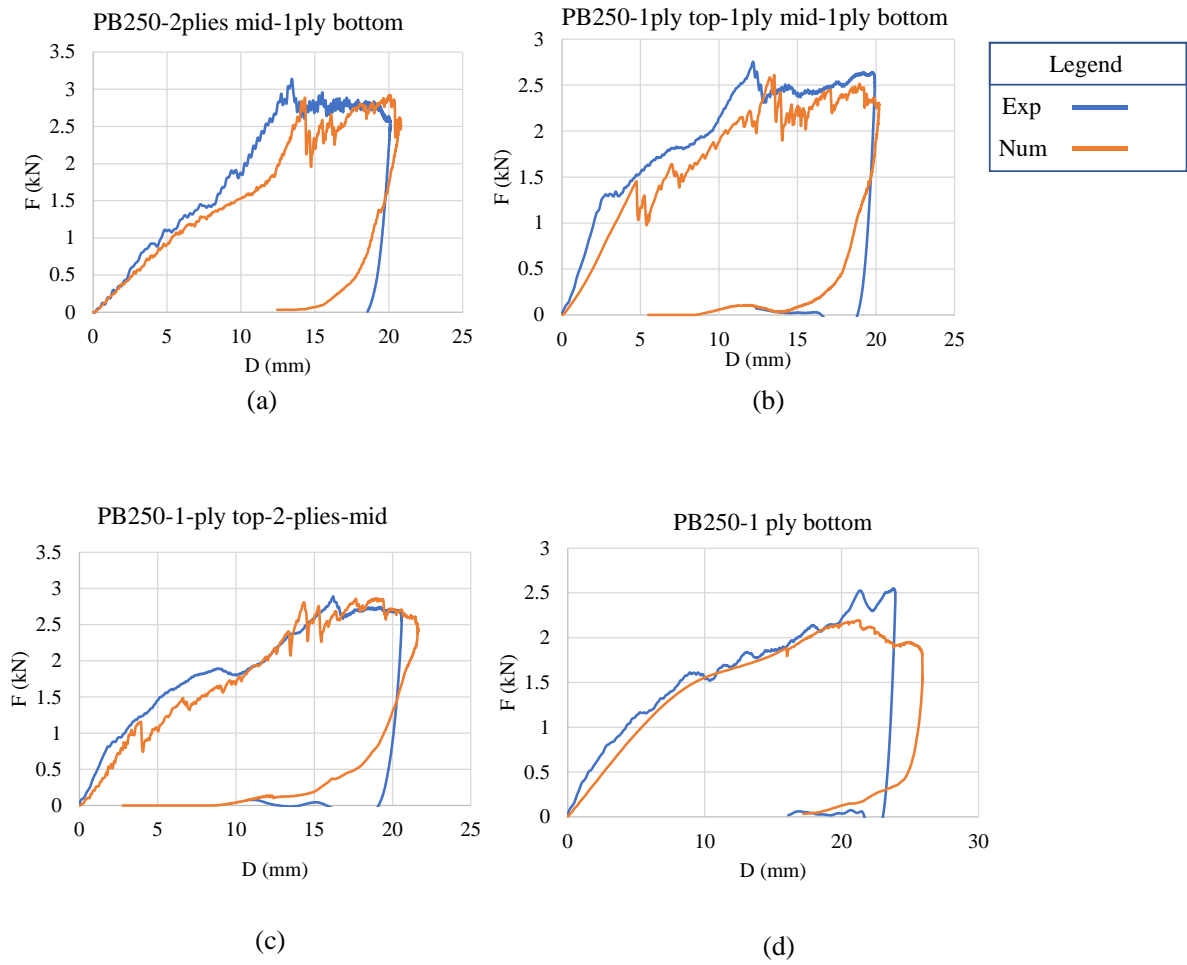 PB250-2plies mid-1ply bottom
3.5
3
2.5
2
1.5
1
0.5
0
F (kN)
0 5 10 15 20 25
D (mm)
(a)
PB250-1ply top-1ply mid-1ply bottom
3
2.5
2
1.5
1
0.5
0
F (kN)
0 5 10 15 20 25
D (mm)
(b)
Legend
Exp
Num
PB250-1-ply top-2-plies-mid
3.5
3
2.5
2
1.5
1
0.5
0
F (kN)
0 5 10 15 20 25
D (mm)
(c)
PB250-1 ply bottom
3
2.5
2
1.5
1
0.5
0
F (kN)
0 10 20 30
D (mm)
(d)